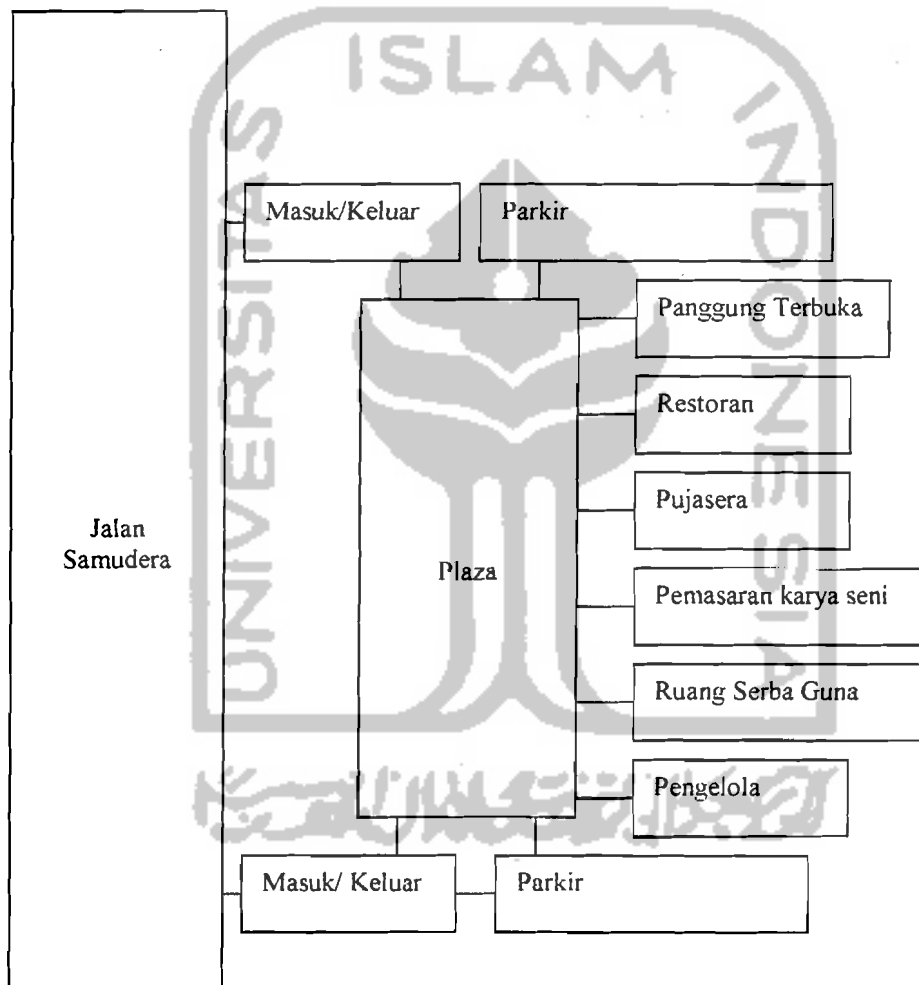 UNIVERSITAS
ISLAM
INDONESIA
Masuk/Keluar
Parkir
Panggung Terbuka
Restoran
Pujasera
Jalan
Samudera
Plaza
Pemasaran karya seni
Ruang Serba Guna
Pengelola
Masuk/ Keluar
Parkir